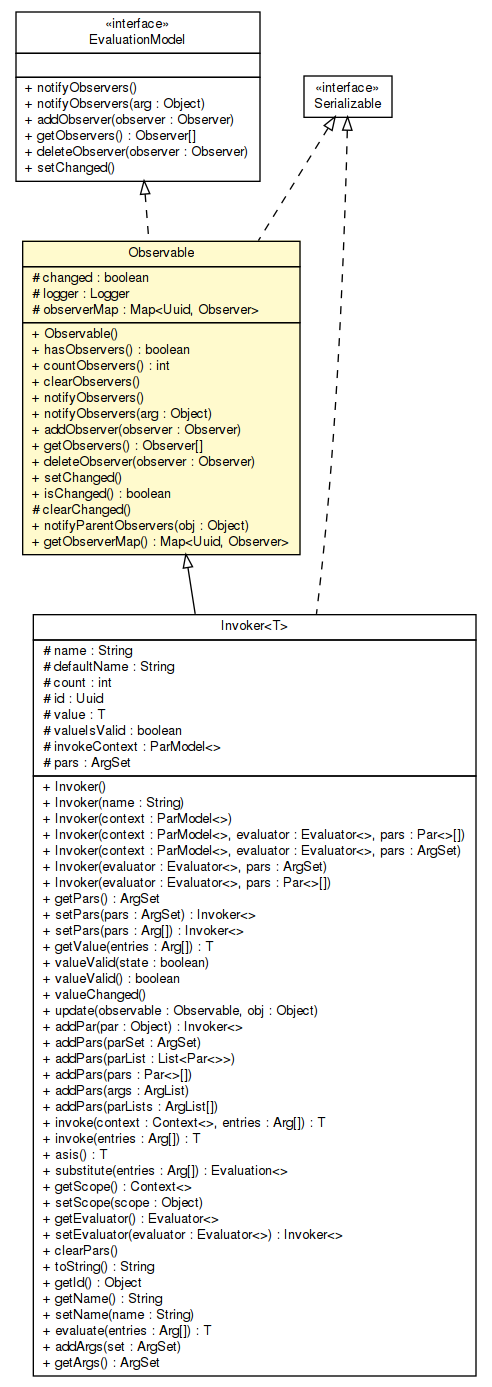 «interface»
EvaluationModel
+ notifyObservers()
+ notifyObservers(arg : Object)
+ addObserver(observer : Observer)
+ getObservers() : Observer[]
+ deleteObserver(observer : Observer)
+ setChanged()
«interface»
Serializable
Observable
# changed : boolean
# logger : Logger
# observerMap : Map<Uuid, Observer>
+ Observable()
+ hasObservers() : boolean
+ countObservers() : int
+ clearObservers()
+ notifyObservers()
+ notifyObservers(arg : Object)
+ addObserver(observer : Observer)
+ getObservers() : Observer[]
+ deleteObserver(observer : Observer)
+ setChanged()
+ isChanged() : boolean
# clearChanged()
+ notifyParentObservers(obj : Object)
+ getObserverMap() : Map<Uuid, Observer>
Invoker<T>
# name : String
# defaultName : String
# count : int
# id : Uuid
# value : T
# valueIsValid : boolean
# invokeContext : ParModel<>
# pars : ArgSet
+ Invoker()
+ Invoker(name : String)
+ Invoker(context : ParModel<>)
+ Invoker(context : ParModel<>, evaluator : Evaluator<>, pars : Par<>[])
+ Invoker(context : ParModel<>, evaluator : Evaluator<>, pars : ArgSet)
+ Invoker(evaluator : Evaluator<>, pars : ArgSet)
+ Invoker(evaluator : Evaluator<>, pars : Par<>[])
+ getPars() : ArgSet
+ setPars(pars : ArgSet) : Invoker<>
+ setPars(pars : Arg[]) : Invoker<>
+ getValue(entries : Arg[]) : T
+ valueValid(state : boolean)
+ valueValid() : boolean
+ valueChanged()
+ update(observable : Observable, obj : Object)
+ addPar(par : Object) : Invoker<>
+ addPars(parSet : ArgSet)
+ addPars(parList : List<Par<>>)
+ addPars(pars : Par<>[])
+ addPars(args : ArgList)
+ addPars(parLists : ArgList[])
+ invoke(context : Context<>, entries : Arg[]) : T
+ invoke(entries : Arg[]) : T
+ asis() : T
+ substitute(entries : Arg[]) : Evaluation<>
+ getScope() : Context<>
+ setScope(scope : Object)
+ getEvaluator() : Evaluator<>
+ setEvaluator(evaluator : Evaluator<>) : Invoker<>
+ clearPars()
+ toString() : String
+ getId() : Object
+ getName() : String
+ setName(name : String)
+ evaluate(entries : Arg[]) : T
+ addArgs(set : ArgSet)
+ getArgs() : ArgSet